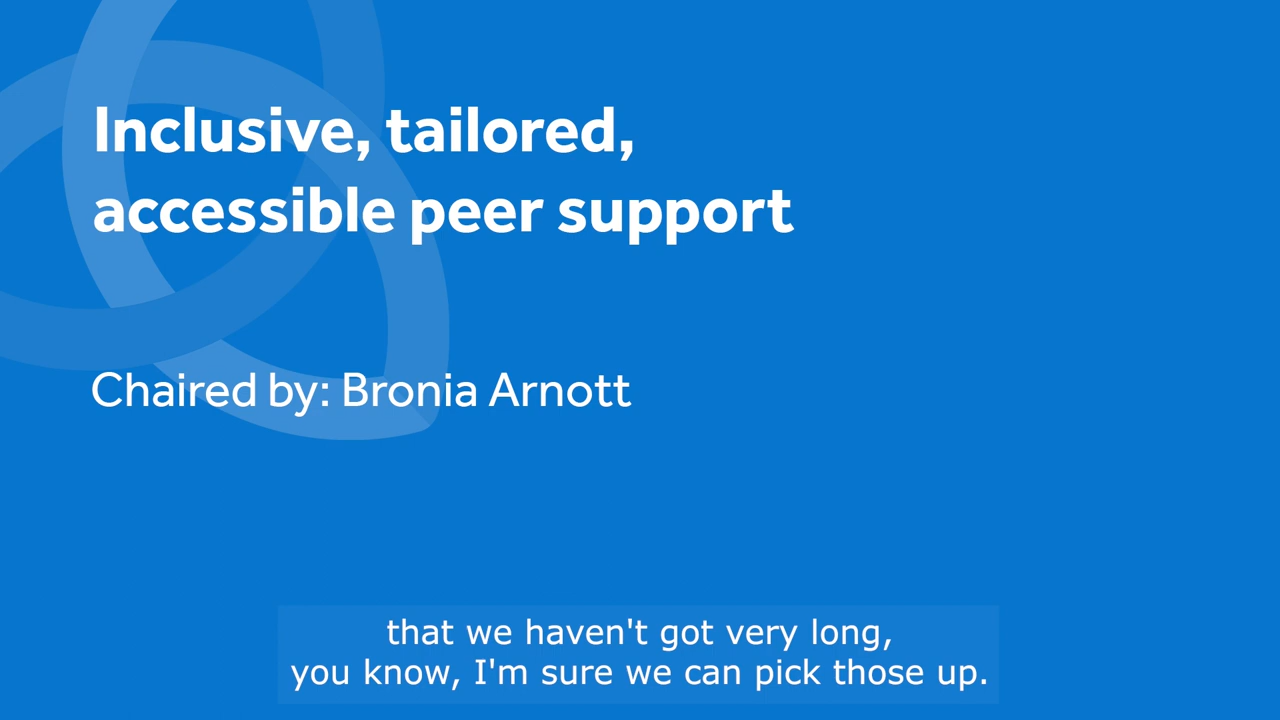 Inclusive, tailored,
accessible peer support
Chaired by: Bronia Arnott
that we haven't got very long,
you know, I'm sure we can pick those up.